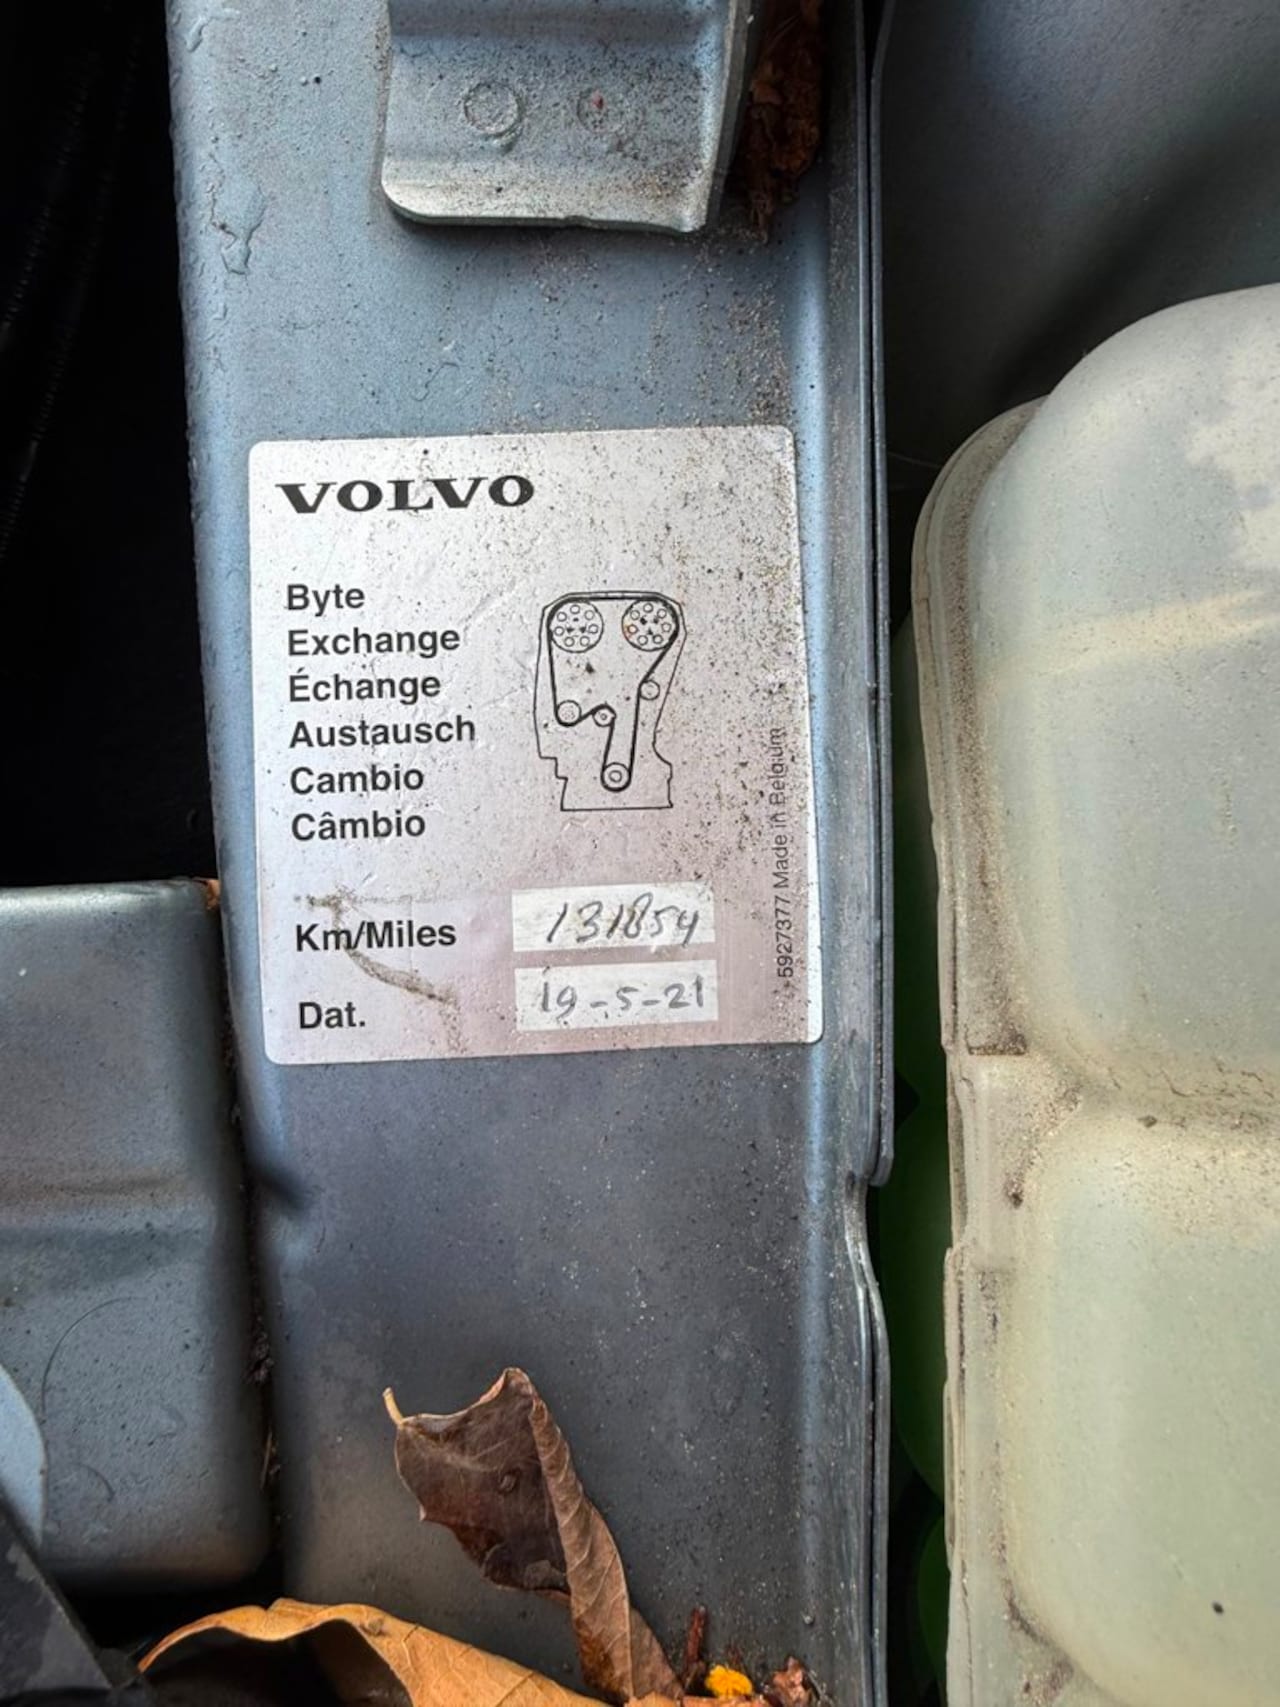 VOLVO
Byte
Exchange
Échange
Austausch
Cambio
Câmbio
Km/Miles 131854
Dat. 19-5-21
5927377 Made in Belgium